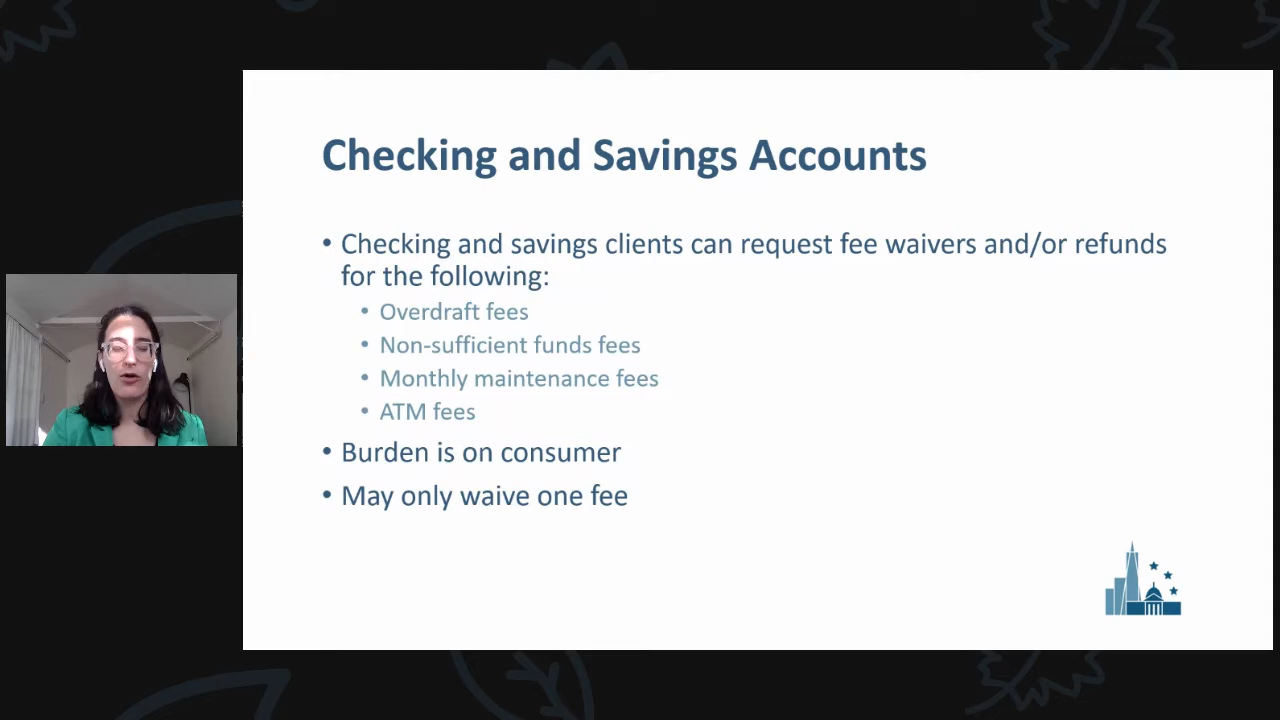 Checking and Savings Accounts
• Checking and savings clients can request fee waivers and/or refunds
for the following:
• Overdraft fees
• Non-sufficient funds fees
• Monthly maintenance fees
• ATM fees
• Burden is on consumer
• May only waive one fee